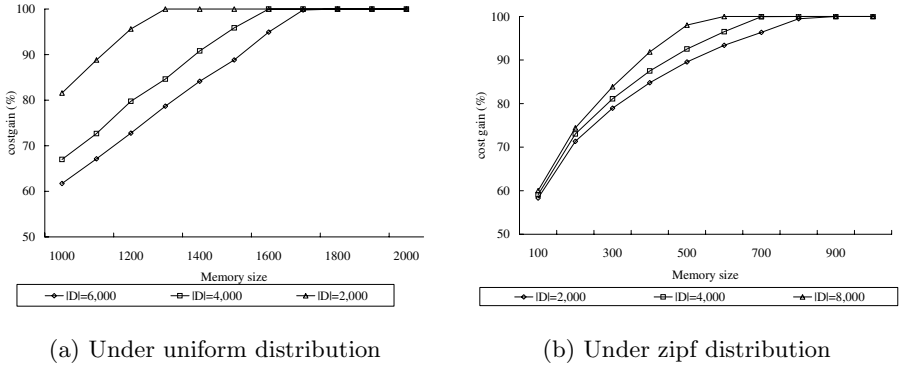 100
90
80
70
60
50
costgain (%)
1000 1200 1400 1600 1800 2000
Memory size
|D|=6,000 |D|=4,000 |D|=2,000
(a) Under uniform distribution
100
90
80
70
60
50
cost gain (%)
100 300 500 700 900
Memory size
|D|=2,000 |D|=4,000 |D|=8,000
(b) Under zipf distribution